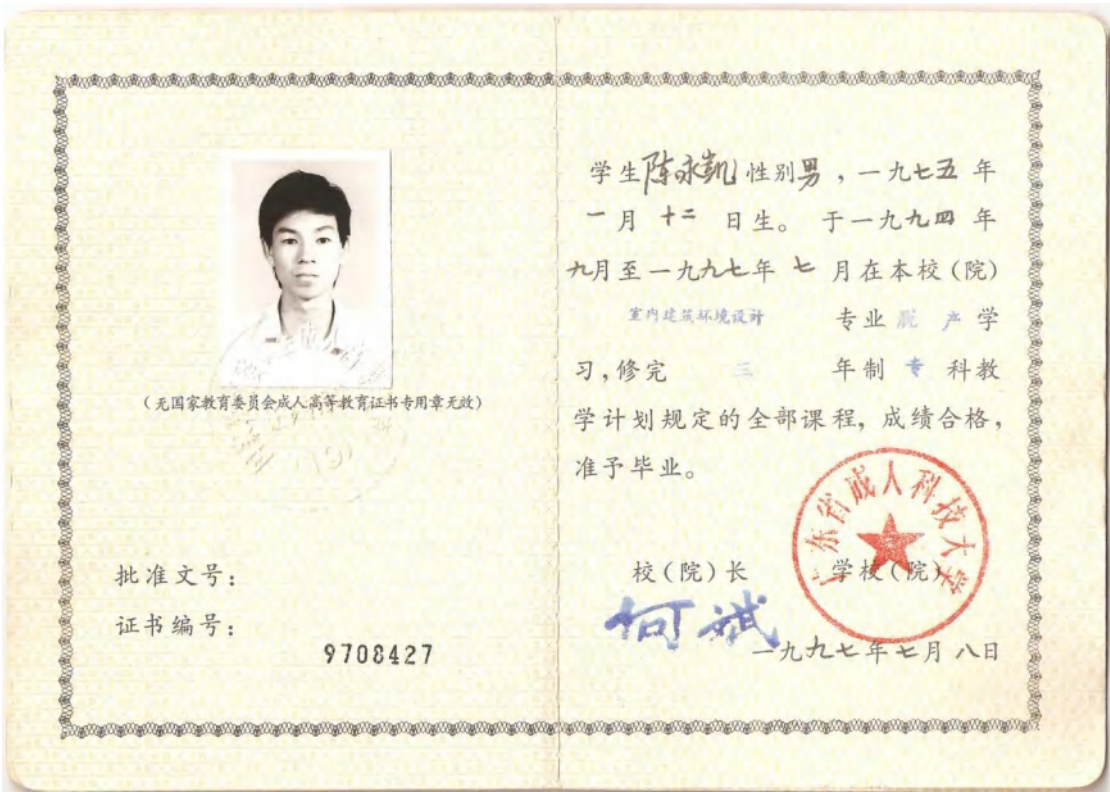 (无国家教育委员会成人高等教育证书专用章无效)
批准文号:
证书编号:
9708427
学生陈永凯性别男,一九七五年
一月十二日生。于一九九四年
九月至一九九七年七月在本校(院)
室内建筑环境设计 专业脱产学
习,修完三年制专科教
学计划规定的全部课程,成绩合格,
准予毕业。
校(院)长 学校(院)
何斌
广东省成人科技大学
一九九七年七月八日